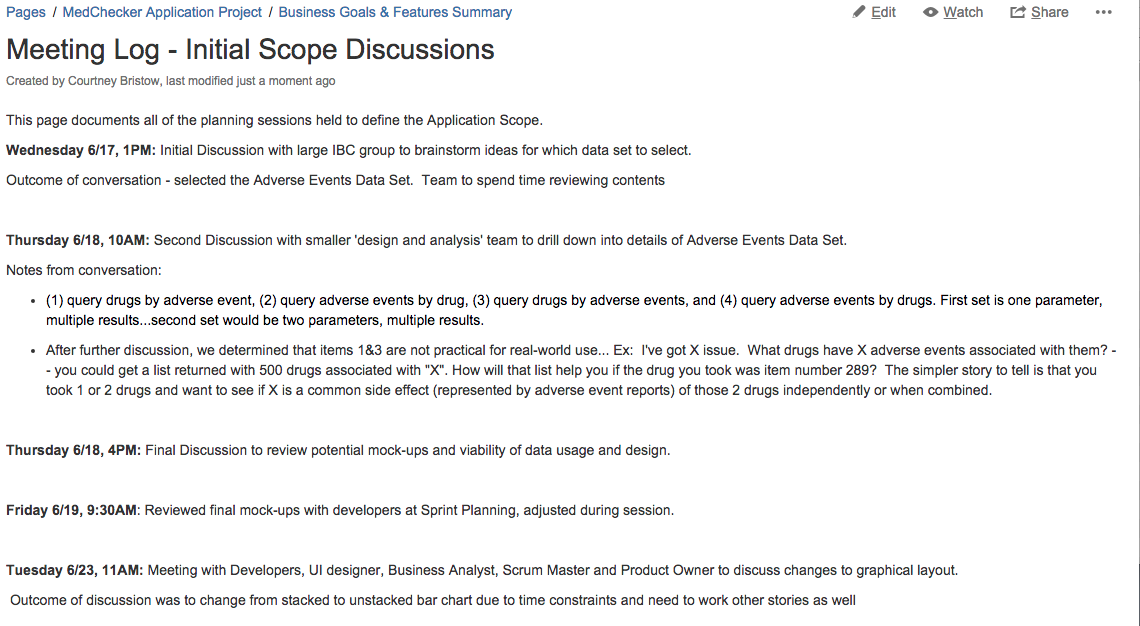 Pages / MedChecker Application Project / Business Goals & Features Summary
Edit Watch Share •••
Meeting Log - Initial Scope Discussions
Created by Courtney Bristow, last modified just a moment ago
This page documents all of the planning sessions held to define the Application Scope.
Wednesday 6/17, 1PM: Initial Discussion with large IBC group to brainstorm ideas for which data set to select.
Outcome of conversation - selected the Adverse Events Data Set.  Team to spend time reviewing contents
Thursday 6/18, 10AM: Second Discussion with smaller 'design and analysis' team to drill down into details of Adverse Events Data Set.
Notes from conversation:
• (1) query drugs by adverse event, (2) query adverse events by drug, (3) query drugs by adverse events, and (4) query adverse events by drugs. First set is one parameter,
multiple results...second set would be two parameters, multiple results.
• After further discussion, we determined that items 1&3 are not practical for real-world use... Ex:  I've got X issue.  What drugs have X adverse events associated with them? -
- you could get a list returned with 500 drugs associated with "X". How will that list help you if the drug you took was item number 289?  The simpler story to tell is that you
took 1 or 2 drugs and want to see if X is a common side effect (represented by adverse event reports) of those 2 drugs independently or when combined.
Thursday 6/18, 4PM: Final Discussion to review potential mock-ups and viability of data usage and design.
Friday 6/19, 9:30AM: Reviewed final mock-ups with developers at Sprint Planning, adjusted during session.
Tuesday 6/23, 11AM: Meeting with Developers, UI designer, Business Analyst, Scrum Master and Product Owner to discuss changes to graphical layout.
Outcome of discussion was to change from stacked to unstacked bar chart due to time constraints and need to work other stories as well